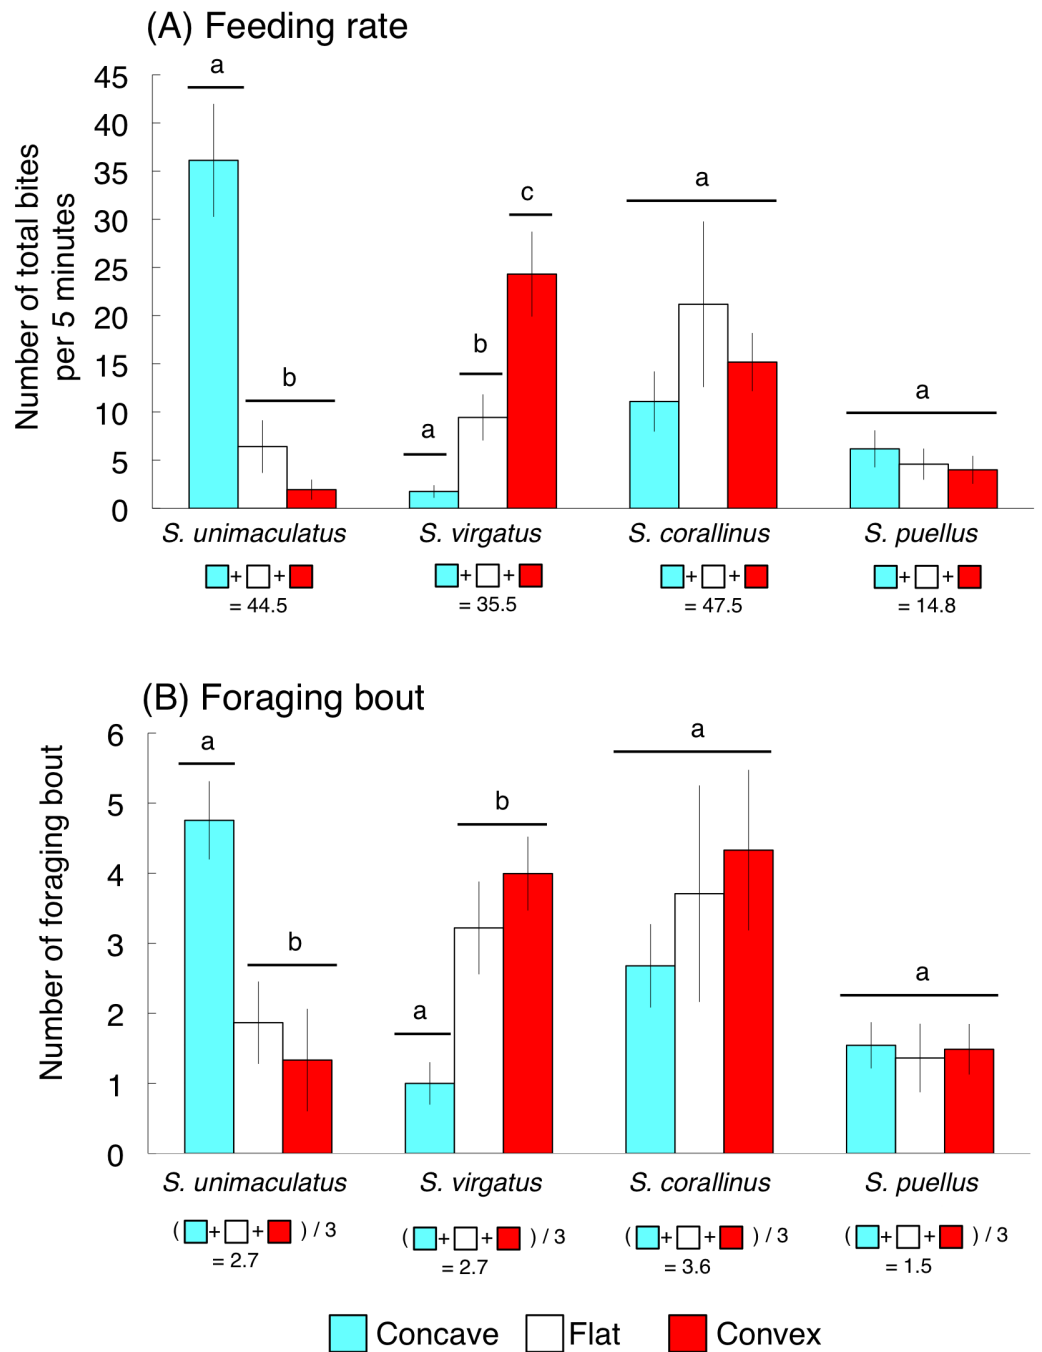 (A) Feeding rate
Number of total bites
per 5 minutes
45
40
35
30
25
20
15
10
5
0
a
b
a
b
c
a
a
S. unimaculatus
S. virgatus
S. corallinus
S. puellus
+ +
= 44.5
+ +
= 35.5
+ +
= 47.5
+ +
= 14.8
(B) Foraging bout
Number of foraging bout
6
5
4
3
2
1
0
a
b
a
b
a
a
S. unimaculatus
S. virgatus
S. corallinus
S. puellus
( + + ) / 3
= 2.7
( + + ) / 3
= 2.7
( + + ) / 3
= 3.6
( + + ) / 3
= 1.5
Concave
Flat
Convex